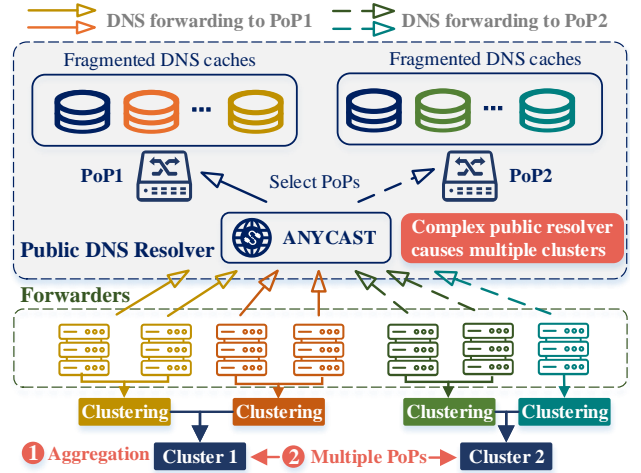 DNS forwarding to PoP1
DNS forwarding to PoP2
Fragmented DNS caches
Fragmented DNS caches
...
...
PoP1
Select PoPs
PoP2
ANYCAST
Public DNS Resolver
Complex public resolver
causes multiple clusters
Forwarders
Clustering
Clustering
Clustering
Clustering
1 Aggregation
Cluster 1
2 Multiple PoPs
Cluster 2